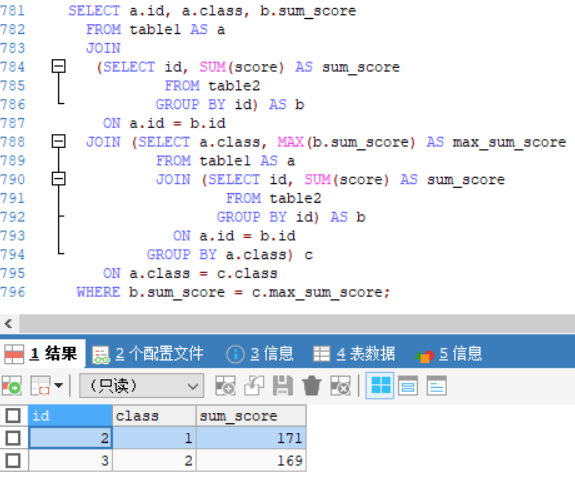 781 SELECT a.id, a.class, b.sum_score
782 FROM table1 AS a
783 JOIN
784 (SELECT id, SUM(score) AS sum_score
785 FROM table2
786 GROUP BY id) AS b
787 ON a.id = b.id
788 JOIN (SELECT a.class, MAX(b.sum_score) AS max_sum_score
789 FROM table1 AS a
790 JOIN (SELECT id, SUM(score) AS sum_score
791 FROM table2
792 GROUP BY id) AS b
793 ON a.id = b.id
794 GROUP BY a.class) c
795 ON a.class = c.class
796 WHERE b.sum_score = c.max_sum_score;
1 结果 2 个配置文件 3 信息 4 表数据 5 信息
（只读）
id class sum_score
2 1 171
3 2 169